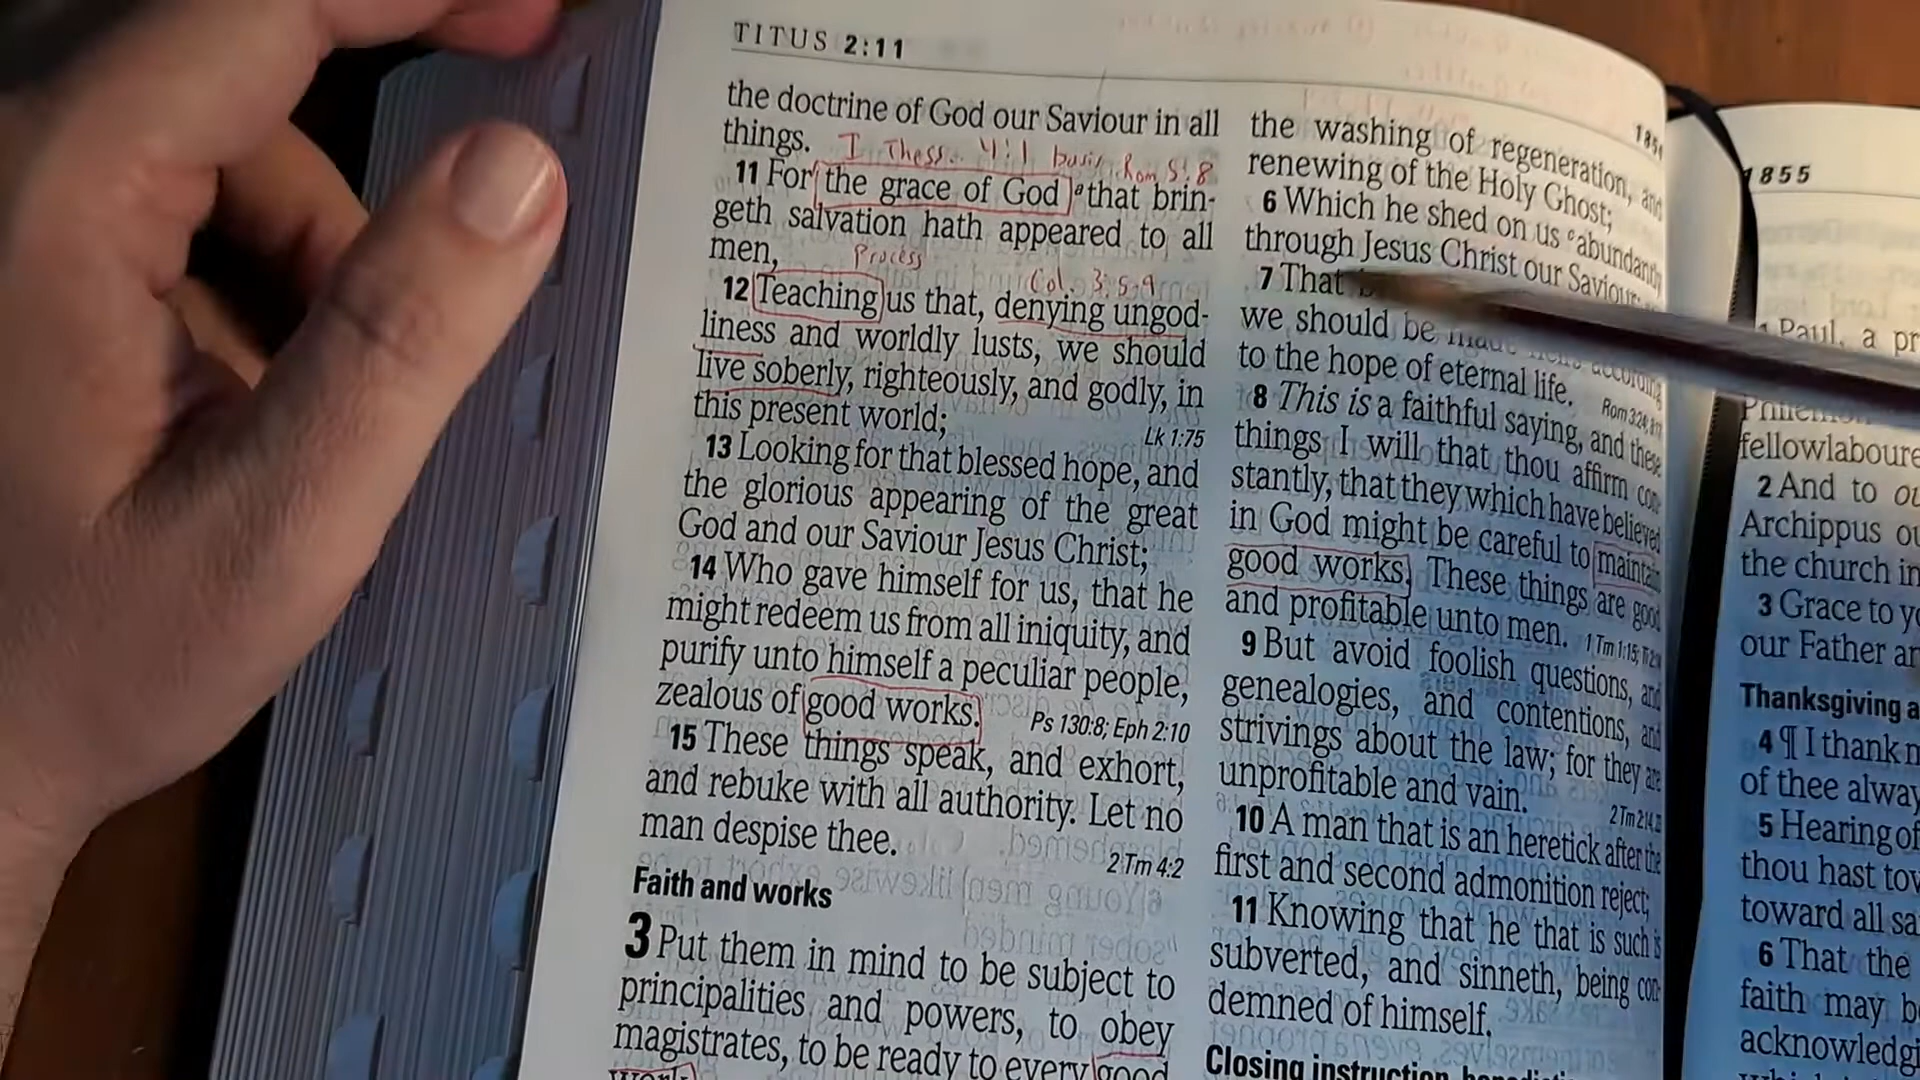 TITUS 2:11
the doctrine of God our Saviour in all
things.
I Thess. 4:1 basis Rom 5:8
11 For the grace of God a that brin-
geth salvation hath appeared to all
men,
Process
Col. 3:5-9
12 Teaching us that, denying ungod-
liness and worldly lusts, we should
live soberly, righteously, and godly, in
this present world;
Lk 1:75
13 Looking for that blessed hope, and
the glorious appearing of the great
God and our Saviour Jesus Christ;
14 Who gave himself for us, that he
might redeem us from all iniquity, and
purify unto himself a peculiar people,
zealous of good works.
Ps 130:8; Eph 2:10
15 These things speak, and exhort,
and rebuke with all authority. Let no
man despise thee.
2 Tm 4:2
Faith and works
3 Put them in mind to be subject to
principalities and powers, to obey
magistrates, to be ready to every good
work
the washing of regeneration, and
renewing of the Holy Ghost;
6 Which he shed on us abundantly
through Jesus Christ our Saviour;
7 That
we should be made heirs according
to the hope of eternal life.
8 This is a faithful saying, and these
things I will that thou affirm con-
stantly, that they which have believed
in God might be careful to maintain
good works. These things are good
and profitable unto men.
9 But avoid foolish questions, and
genealogies, and contentions, and
strivings about the law; for they are
unprofitable and vain.
10 A man that is an heretick after the
first and second admonition reject;
11 Knowing that he that is such is
subverted, and sinneth, being con-
demned of himself.
Closing instruction
1855
Paul, a pr
fellowlaboure
2 And to ou
Archippus ou
the church in
3 Grace to yo
our Father an
Thanksgiving a
4 ¶ I thank m
of thee alway
5 Hearing of
thou hast tow
toward all sa
6 That the
faith may be
acknowledgi